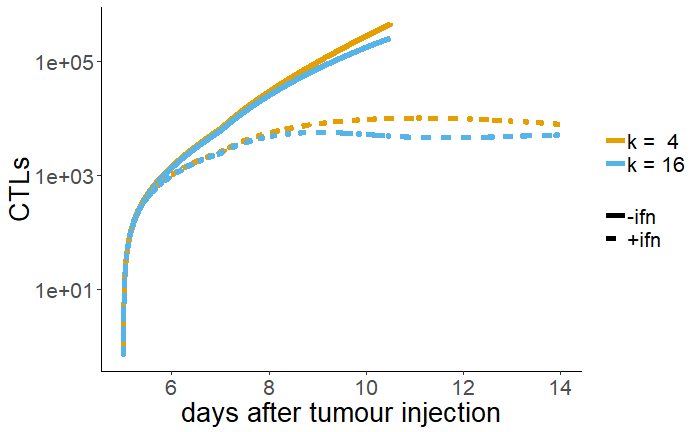 CTLs
1e+05
1e+03
1e+01
6 8 10 12 14
days after tumour injection
k =  4
k = 16
-ifn
+ifn